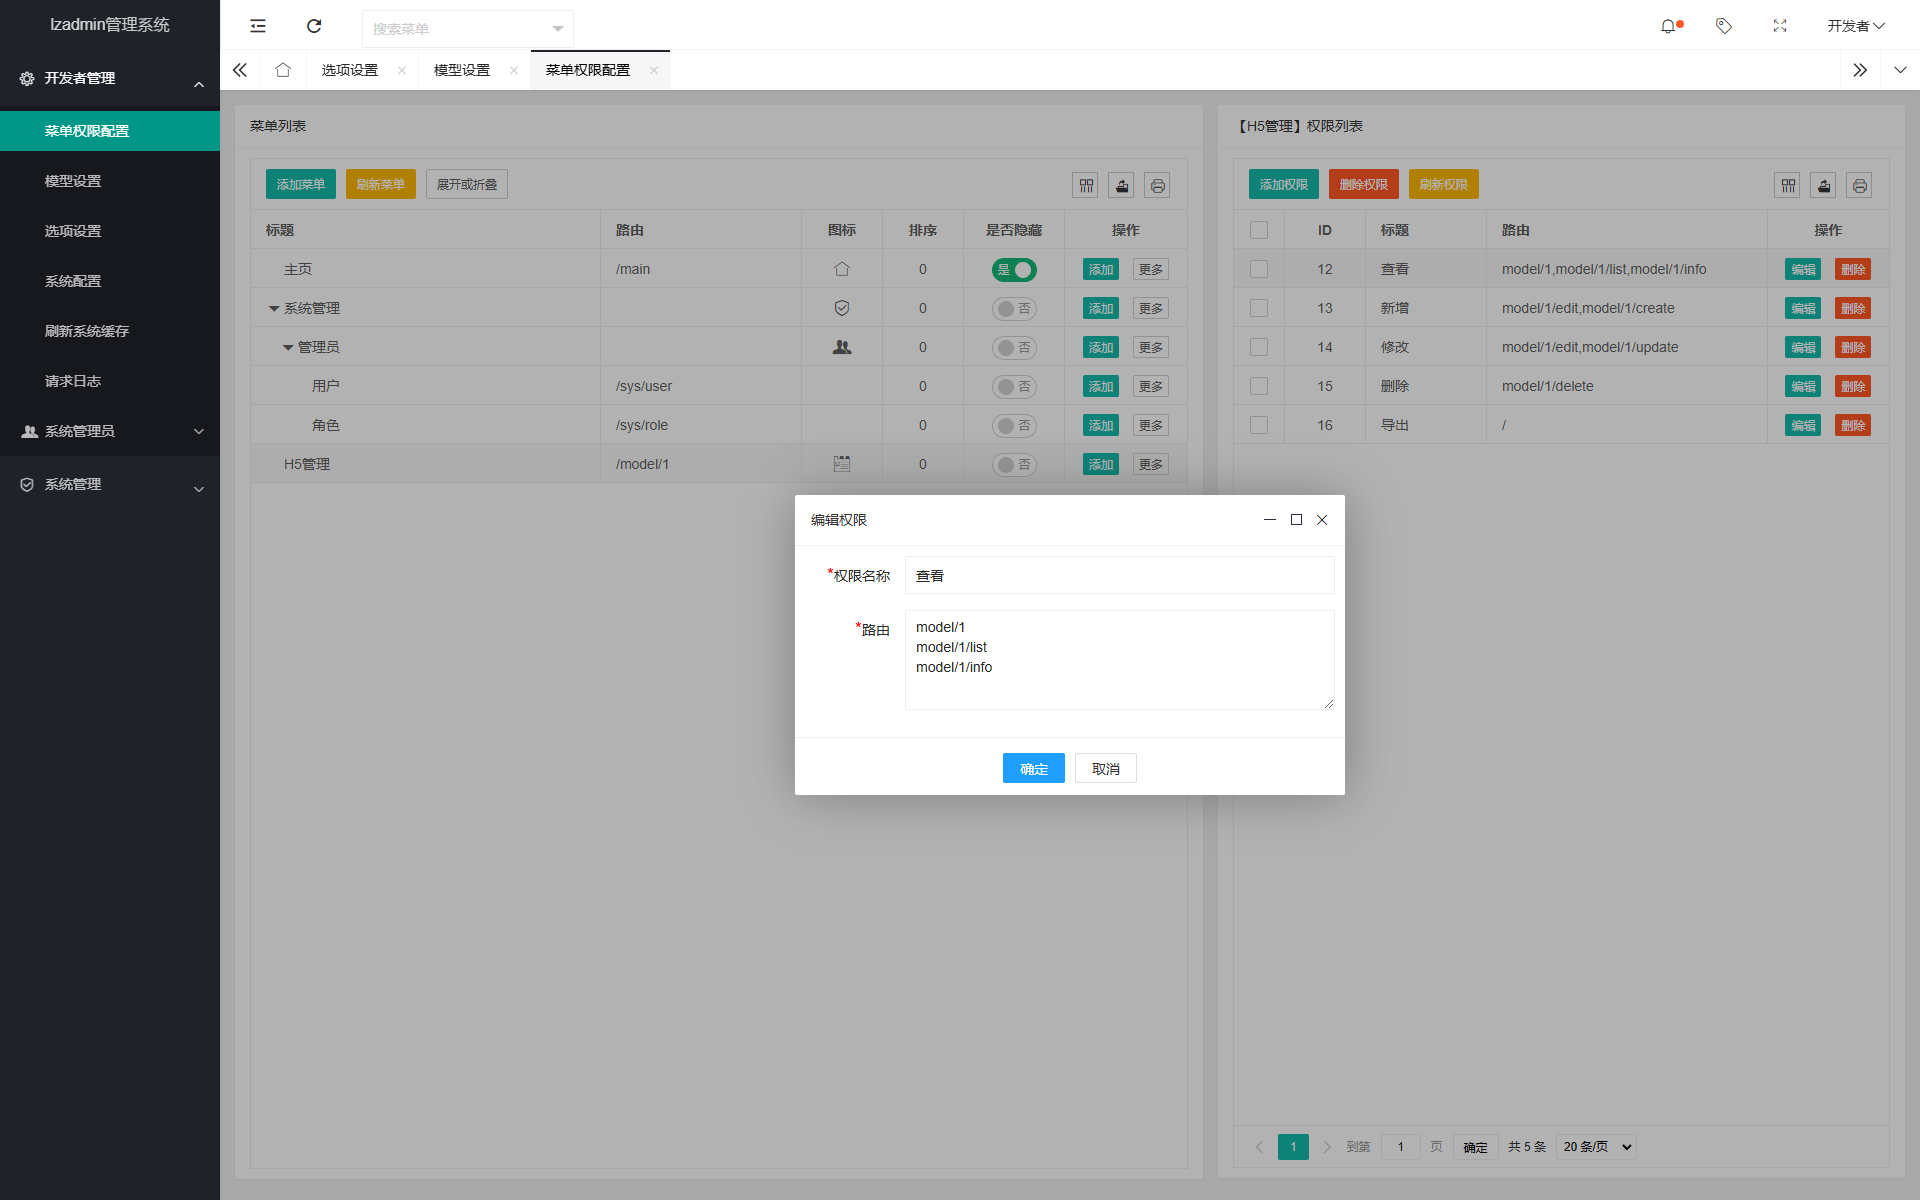 lzadmin管理系统
搜索菜单
开发者
开发者管理
菜单权限配置
模型设置
选项设置
系统配置
刷新系统缓存
请求日志
系统管理员
系统管理
选项设置
模型设置
菜单权限配置
菜单列表
添加菜单 刷新菜单 展开或折叠
标题 路由 图标 排序 是否隐藏 操作
主页 /main 0 是 添加 更多
系统管理 0 否 添加 更多
管理员 0 否 添加 更多
用户 /sys/user 0 否 添加 更多
角色 /sys/role 0 否 添加 更多
H5管理 /model/1 0 否 添加 更多
【H5管理】权限列表
添加权限 删除权限 刷新权限
ID 标题 路由 操作
12 查看 model/1,model/1/list,model/1/info 编辑 删除
13 新增 model/1/edit,model/1/create 编辑 删除
14 修改 model/1/edit,model/1/update 编辑 删除
15 删除 model/1/delete 编辑 删除
16 导出 / 编辑 删除
编辑权限
*权限名称 查看
*路由
model/1
model/1/list
model/1/info
确定 取消
1 到第 1 页 确定 共 5 条 20 条/页